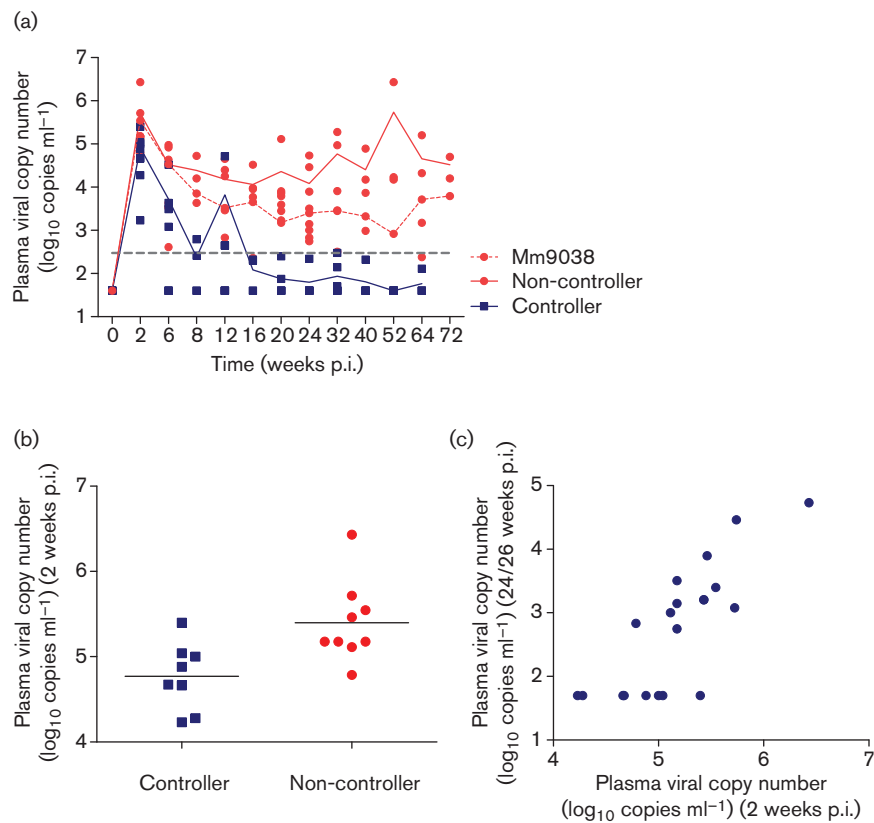 (a)
Plasma viral copy number
(log10 copies ml−1)
7
6
5
4
3
2
1
0 2 6 8 12 16 20 24 32 40 52 64 72
Time (weeks p.i.)
Mm9038
Non-controller
Controller
(b)
Plasma viral copy number
(log10 copies ml−1) (2 weeks p.i.)
7
6
5
4
Controller Non-controller
(c)
Plasma viral copy number
(log10 copies ml−1) (24/26 weeks p.i.)
5
4
3
2
1
4 5 6 7
Plasma viral copy number
(log10 copies ml−1) (2 weeks p.i.)